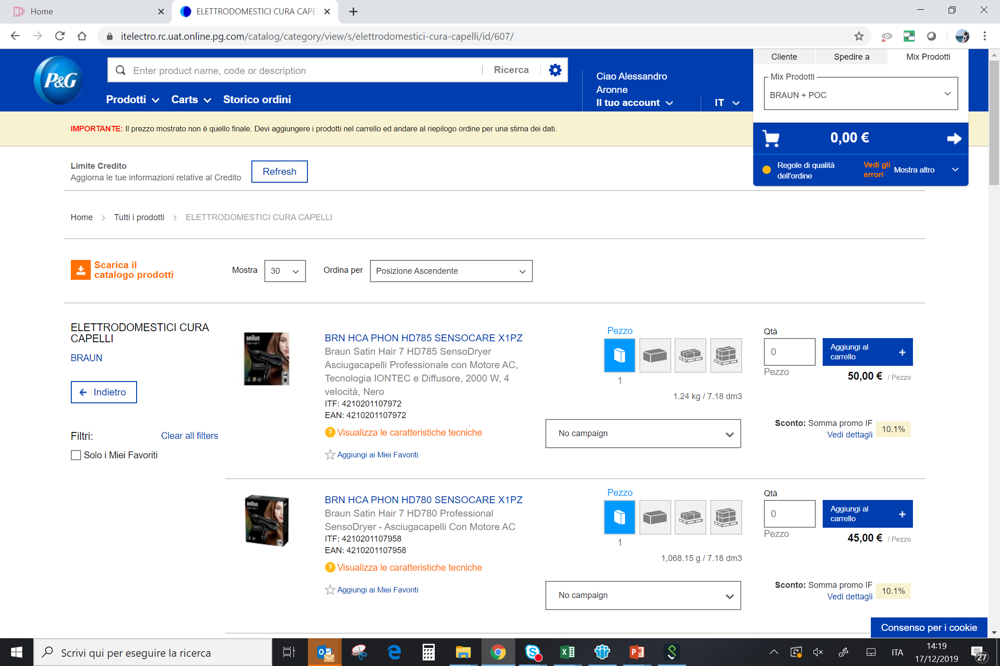 Home
ELETTRODOMESTICI CURA CAPE
itelectro.rc.uat.online.pg.com/catalog/category/view/s/elettrodomestici-cura-capelli/id/607/
P&G
Enter product name, code or description
Ricerca
Prodotti
Carts
Storico ordini
Ciao Alessandro
Aronne
Il tuo account
IT
Cliente
Spedire a
Mix Prodotti
Mix Prodotti
BRAUN + POC
0,00 €
Regole di qualità
dell'ordine
Vedi gli
errori
Mostra altro
IMPORTANTE: Il prezzo mostrato non è quello finale. Devi aggiungere i prodotti nel carrello ed andare al riepilogo ordine per una stima dei dati.
Limite Credito
Aggiorna le tue informazioni relative al Credito
Refresh
Home
Tutti i prodotti
ELETTRODOMESTICI CURA CAPELLI
Scarica il
catalogo prodotti
Mostra
30
Ordina per
Posizione Ascendente
ELETTRODOMESTICI CURA
CAPELLI
BRAUN
Indietro
Filtri:
Clear all filters
Solo i Miei Favoriti
BRAUN
BRN HCA PHON HD785 SENSOCARE X1PZ
Braun Satin Hair 7 HD785 SensoDryer
Asciugacapelli Professionale con Motore AC,
Tecnologia IONTEC e Diffusore, 2000 W, 4
velocità, Nero
ITF: 4210201107972
EAN: 4210201107972
Visualizza le caratteristiche tecniche
Aggiungi ai Miei Favoriti
Pezzo
1
1.24 kg / 7.18 dm3
No campaign
Qtà
0
Pezzo
Aggiungi al
carrello
50,00 € / Pezzo
Sconto: Somma promo IF
Vedi dettagli
10.1%
BRAUN
BRN HCA PHON HD780 SENSOCARE X1PZ
Braun Satin Hair 7 HD780 Professional
SensoDryer - Asciugacapelli Con Motore AC
ITF: 4210201107958
EAN: 4210201107958
Visualizza le caratteristiche tecniche
Aggiungi ai Miei Favoriti
Pezzo
1
1,068.15 g / 7.18 dm3
No campaign
Qtà
0
Pezzo
Aggiungi al
carrello
45,00 € / Pezzo
Sconto: Somma promo IF
Vedi dettagli
10.1%
Consenso per i cookie
Scrivi qui per eseguire la ricerca
ITA
14:19
17/12/2019
27